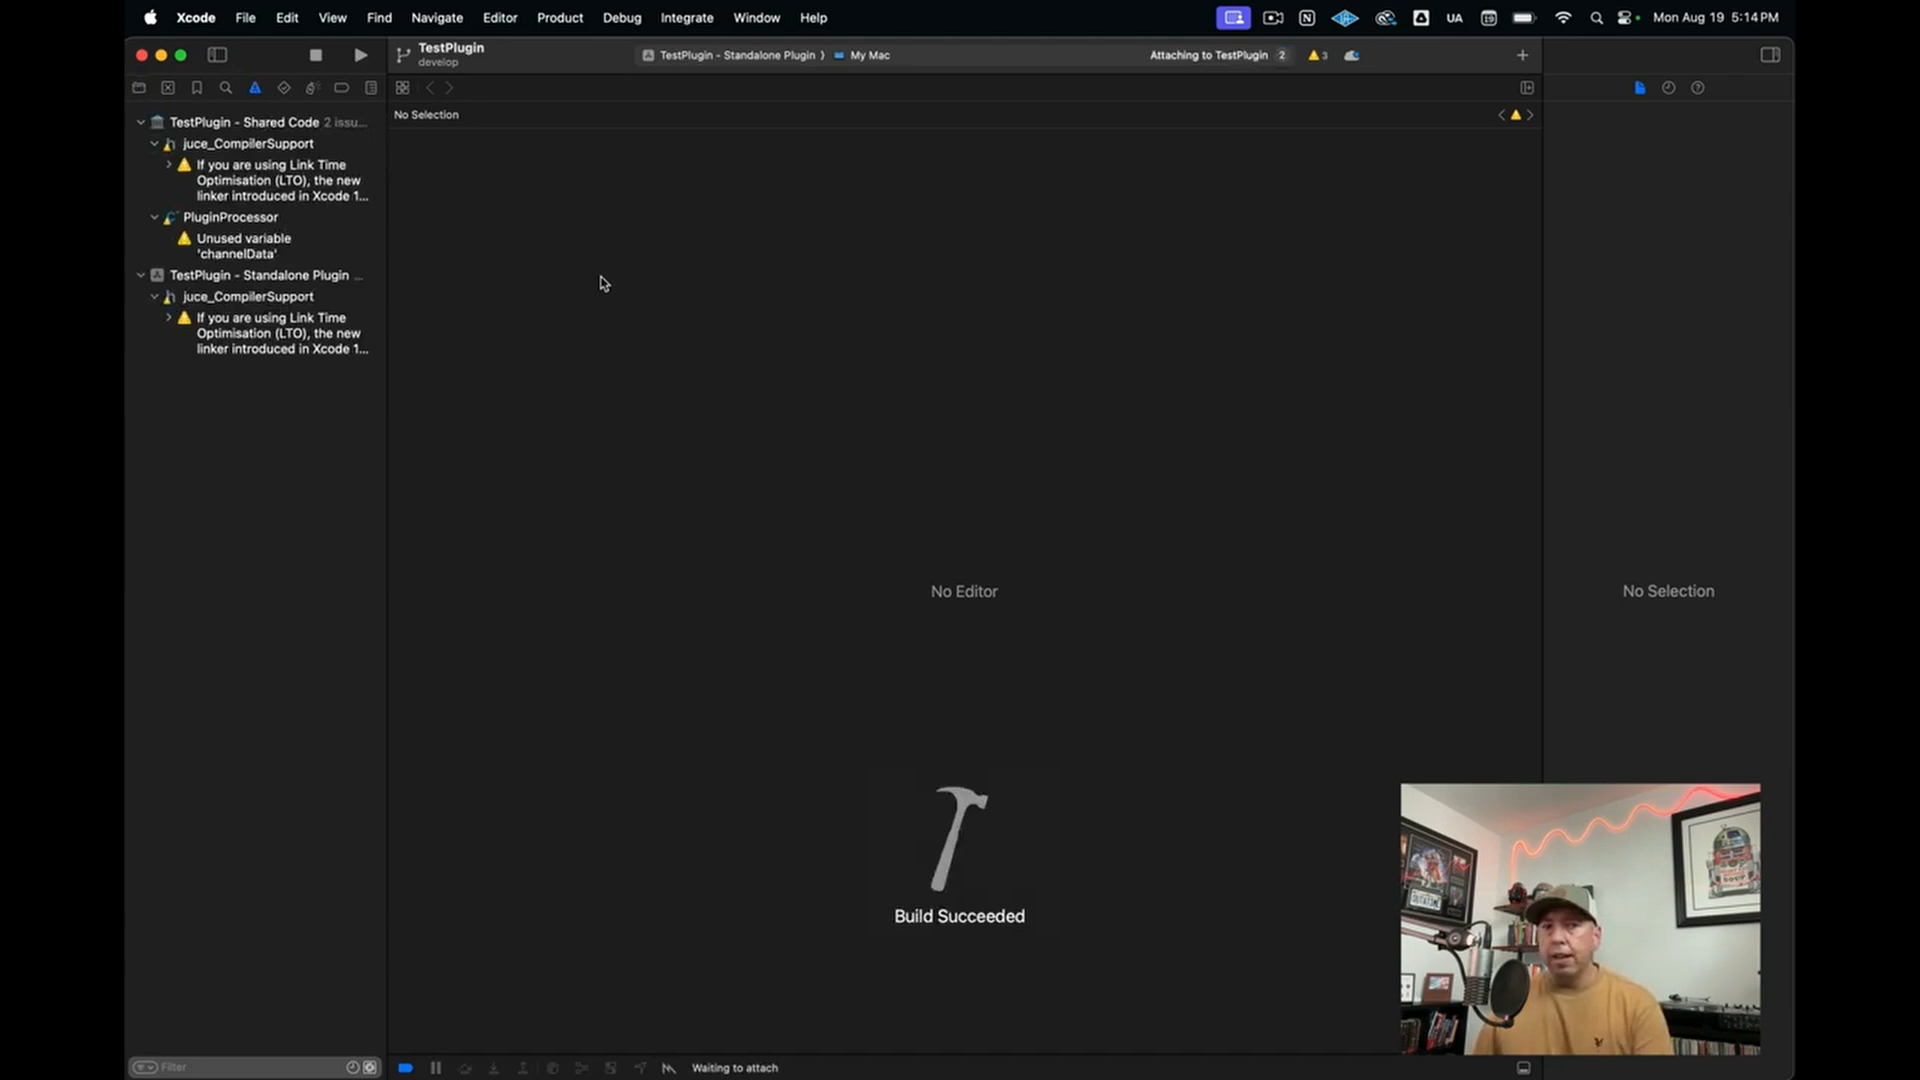 Xcode File Edit View Find Navigate Editor Product Debug Integrate Window Help
UA
19
Mon Aug 19 5:14 PM
TestPlugin
develop
TestPlugin - Standalone Plugin 〉 My Mac
Attaching to TestPlugin 2
3
No Selection
TestPlugin - Shared Code 2 issu...
juce_CompilerSupport
If you are using Link Time
Optimisation (LTO), the new
linker introduced in Xcode 1...
PluginProcessor
Unused variable
'channelData'
TestPlugin - Standalone Plugin ...
juce_CompilerSupport
If you are using Link Time
Optimisation (LTO), the new
linker introduced in Xcode 1...
No Editor
No Selection
Build Succeeded
OUTATIME
SOUP
Filter
Waiting to attach